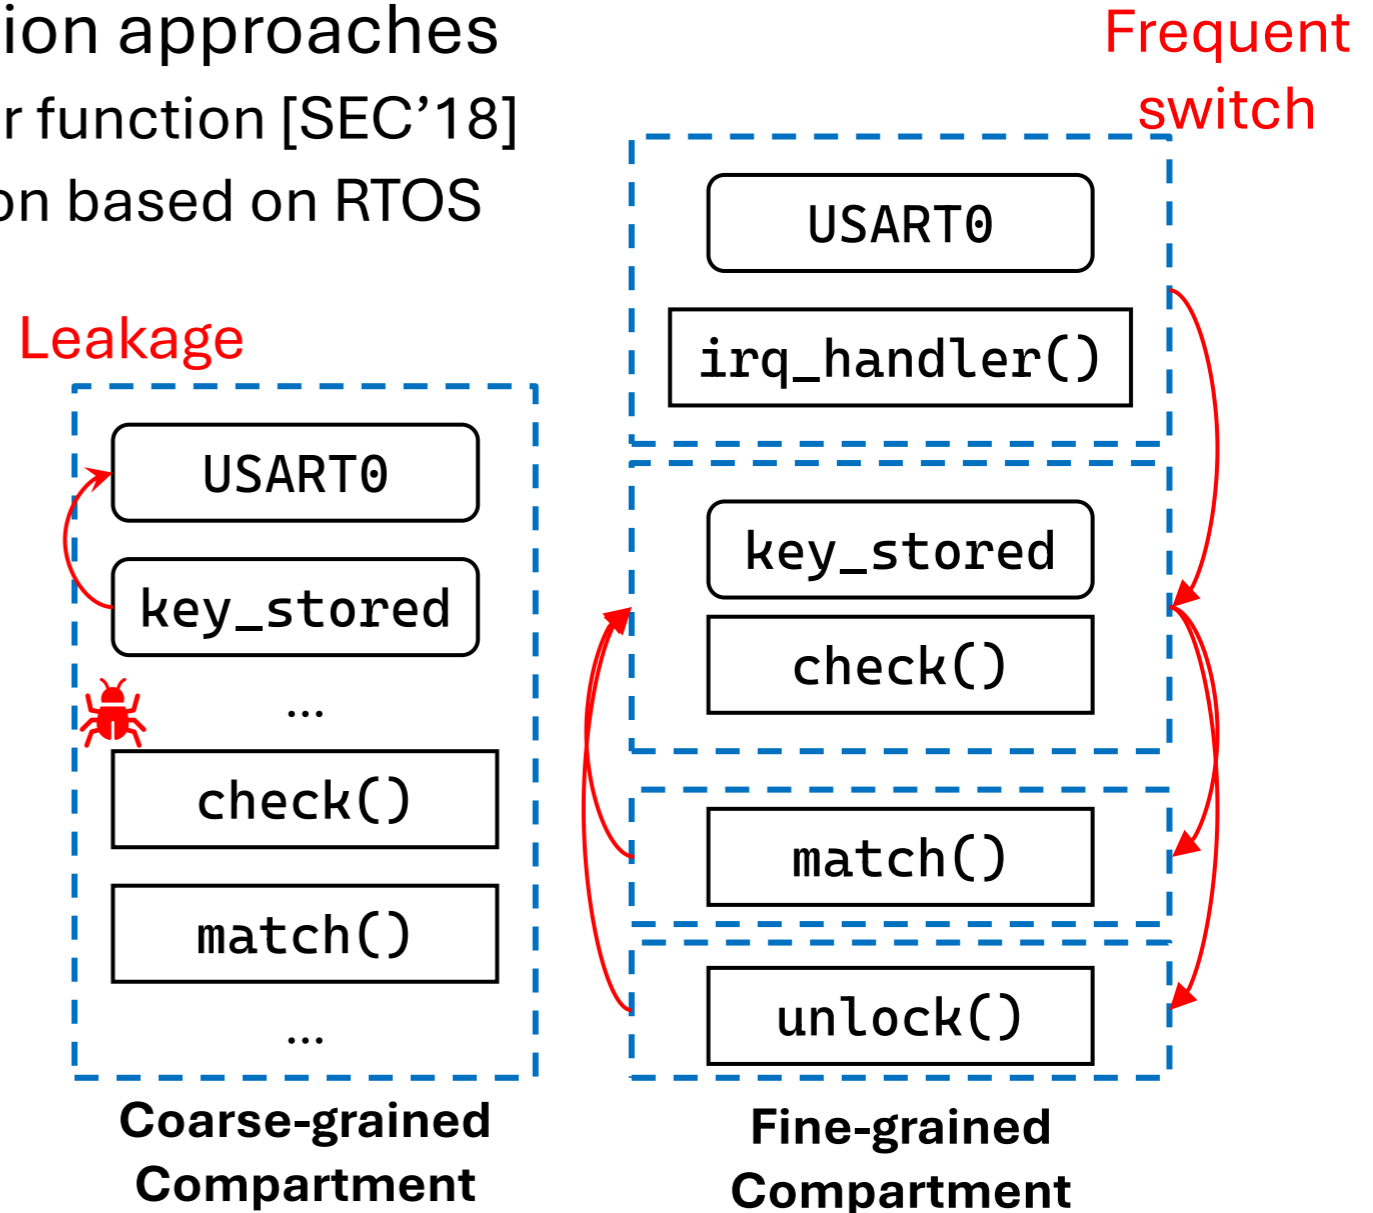 ion approaches
r function [SEC’18]
on based on RTOS
Leakage
USART0
key_stored
...
check()
match()
...
Coarse-grained
Compartment
Frequent
switch
USART0
irq_handler()
key_stored
check()
match()
unlock()
Fine-grained
Compartment